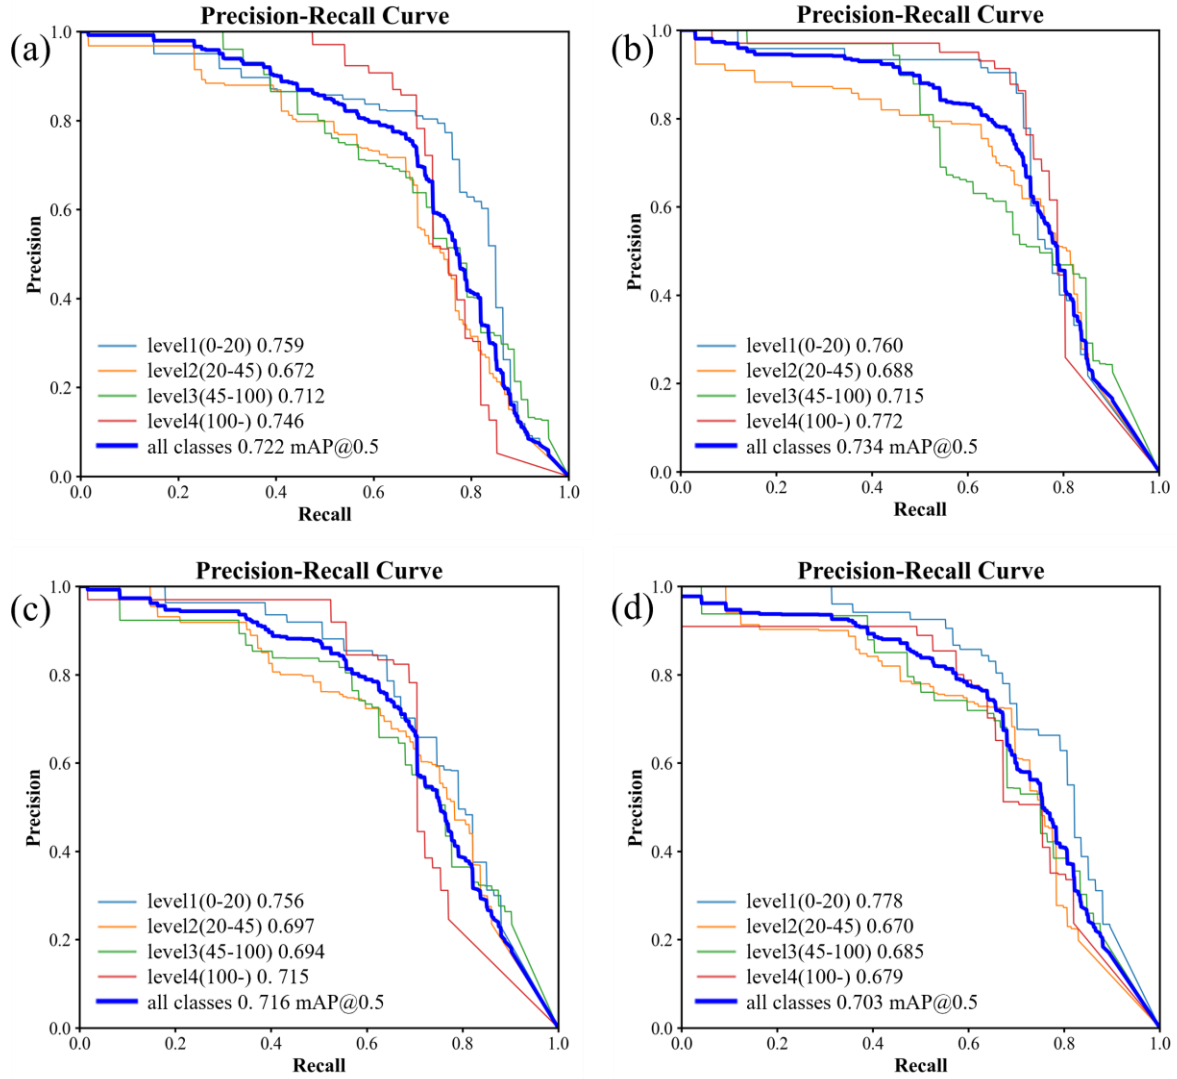 (a)
Precision-Recall Curve
1.0
0.8
0.6
0.4
0.2
0.0
Precision
level1(0-20) 0.759
level2(20-45) 0.672
level3(45-100) 0.712
level4(100-) 0.746
all classes 0.722 mAP@0.5
0.0 0.2 0.4 0.6 0.8 1.0
Recall
(b)
Precision-Recall Curve
1.0
0.8
0.6
0.4
0.2
0.0
Precision
level1(0-20) 0.760
level2(20-45) 0.688
level3(45-100) 0.715
level4(100-) 0.772
all classes 0.734 mAP@0.5
0.0 0.2 0.4 0.6 0.8 1.0
Recall
(c)
Precision-Recall Curve
1.0
0.8
0.6
0.4
0.2
0.0
Precision
level1(0-20) 0.756
level2(20-45) 0.697
level3(45-100) 0.694
level4(100-) 0. 715
all classes 0. 716 mAP@0.5
0.0 0.2 0.4 0.6 0.8 1.0
Recall
(d)
Precision-Recall Curve
1.0
0.8
0.6
0.4
0.2
0.0
Precision
level1(0-20) 0.778
level2(20-45) 0.670
level3(45-100) 0.685
level4(100-) 0.679
all classes 0.703 mAP@0.5
0.0 0.2 0.4 0.6 0.8 1.0
Recall